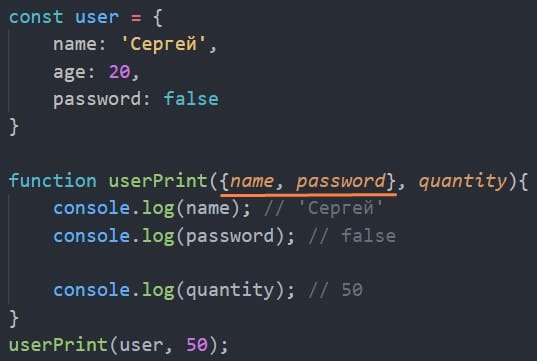 const user = {
    name: 'Сергей',
    age: 20,
    password: false
}
function userPrint({name, password}, quantity){
    console.log(name); // 'Сергей'
    console.log(password); // false
    console.log(quantity); // 50
}
userPrint(user, 50);